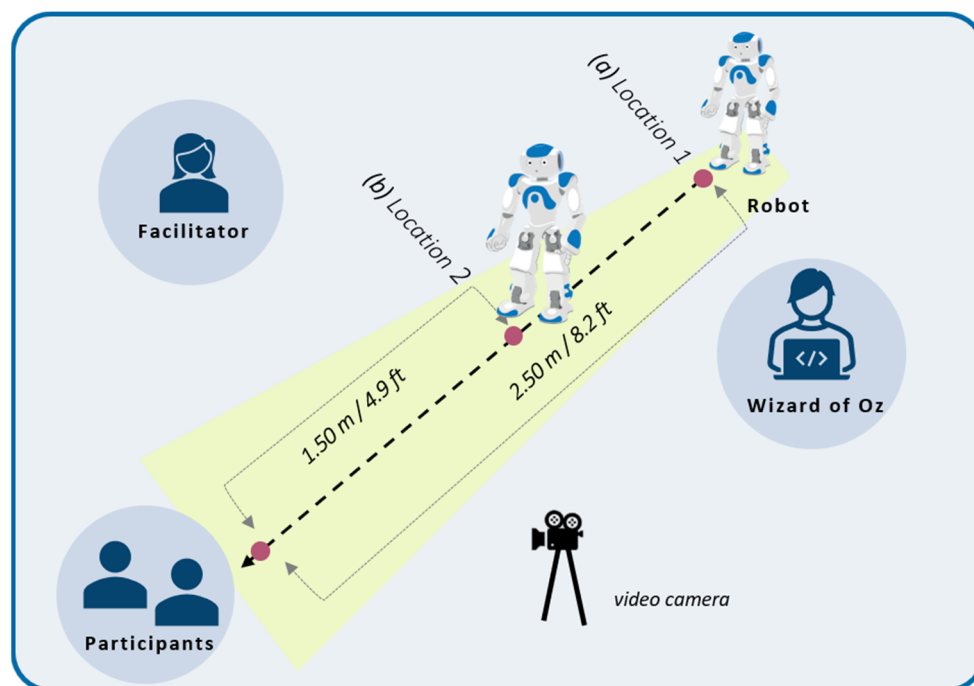 (a) Location 1
(b) Location 2
Facilitator
Robot
1.50 m / 4.9 ft
2.50 m / 8.2 ft
</>
Wizard of Oz
video camera
Participants